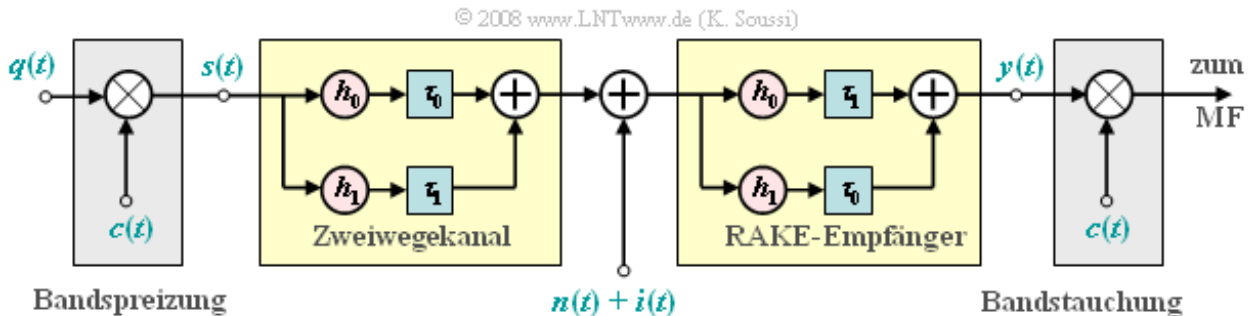 © 2008 www.LNTwww.de (K. Soussi)
q(t)
s(t)
h₀
τ₀
h₀
τ₁
y(t)
zum
MF
h₁
τ₁
h₁
τ₀
c(t)
Zweiwegekanal
RAKE-Empfänger
c(t)
Bandspreizung
n(t) + i(t)
Bandstauchung